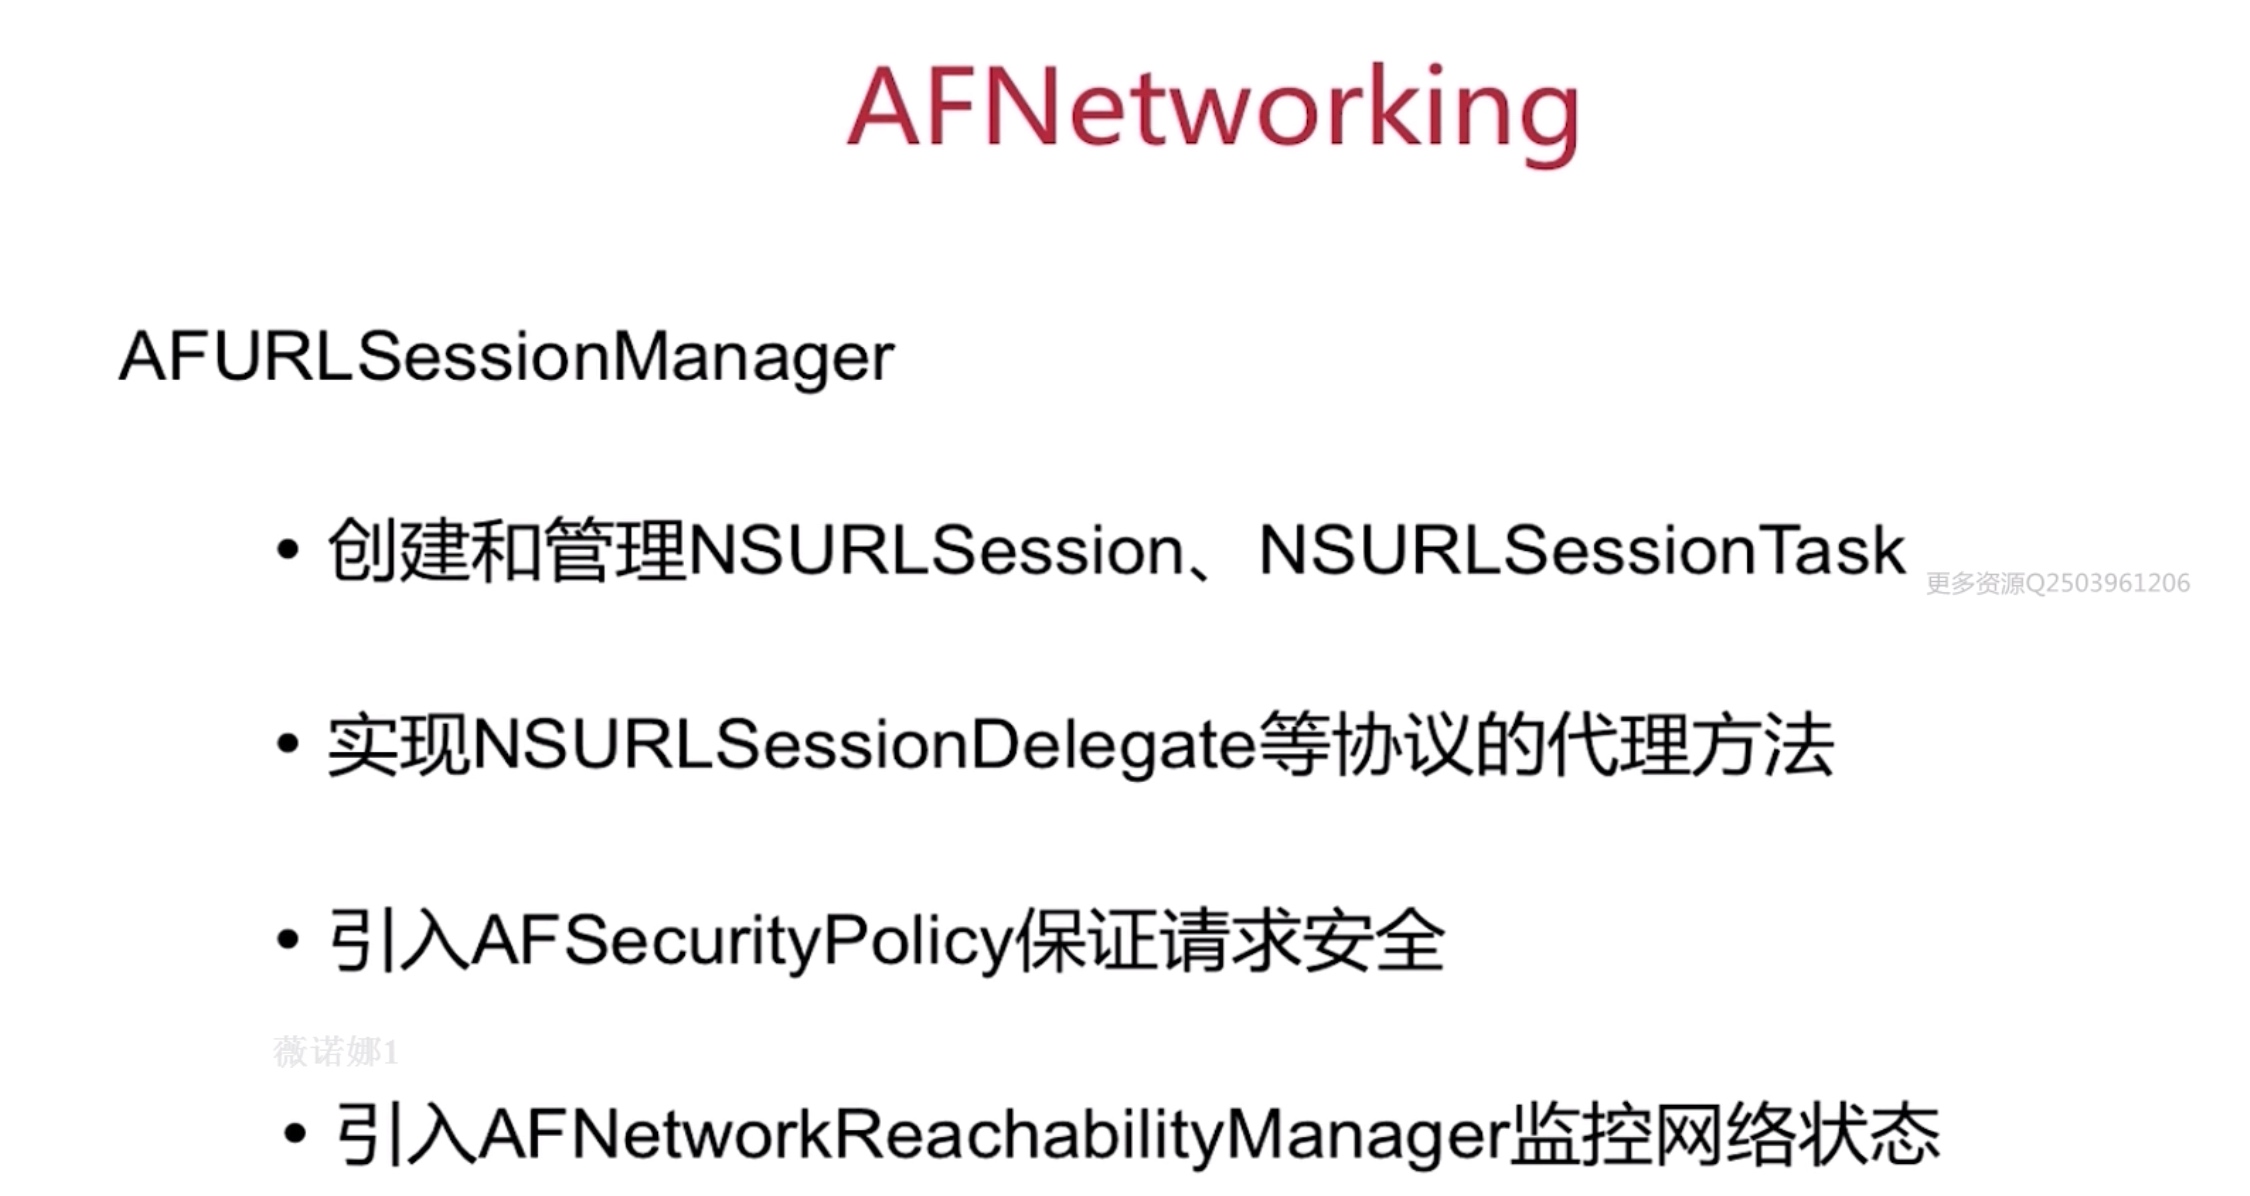 AFNetworking
AFURLSessionManager
• 创建和管理NSURLSession、NSURLSessionTask
更多资源Q2503961206
• 实现NSURLSessionDelegate等协议的代理方法
• 引入AFSecurityPolicy保证请求安全
薇诺娜1
• 引入AFNetworkReachabilityManager监控网络状态